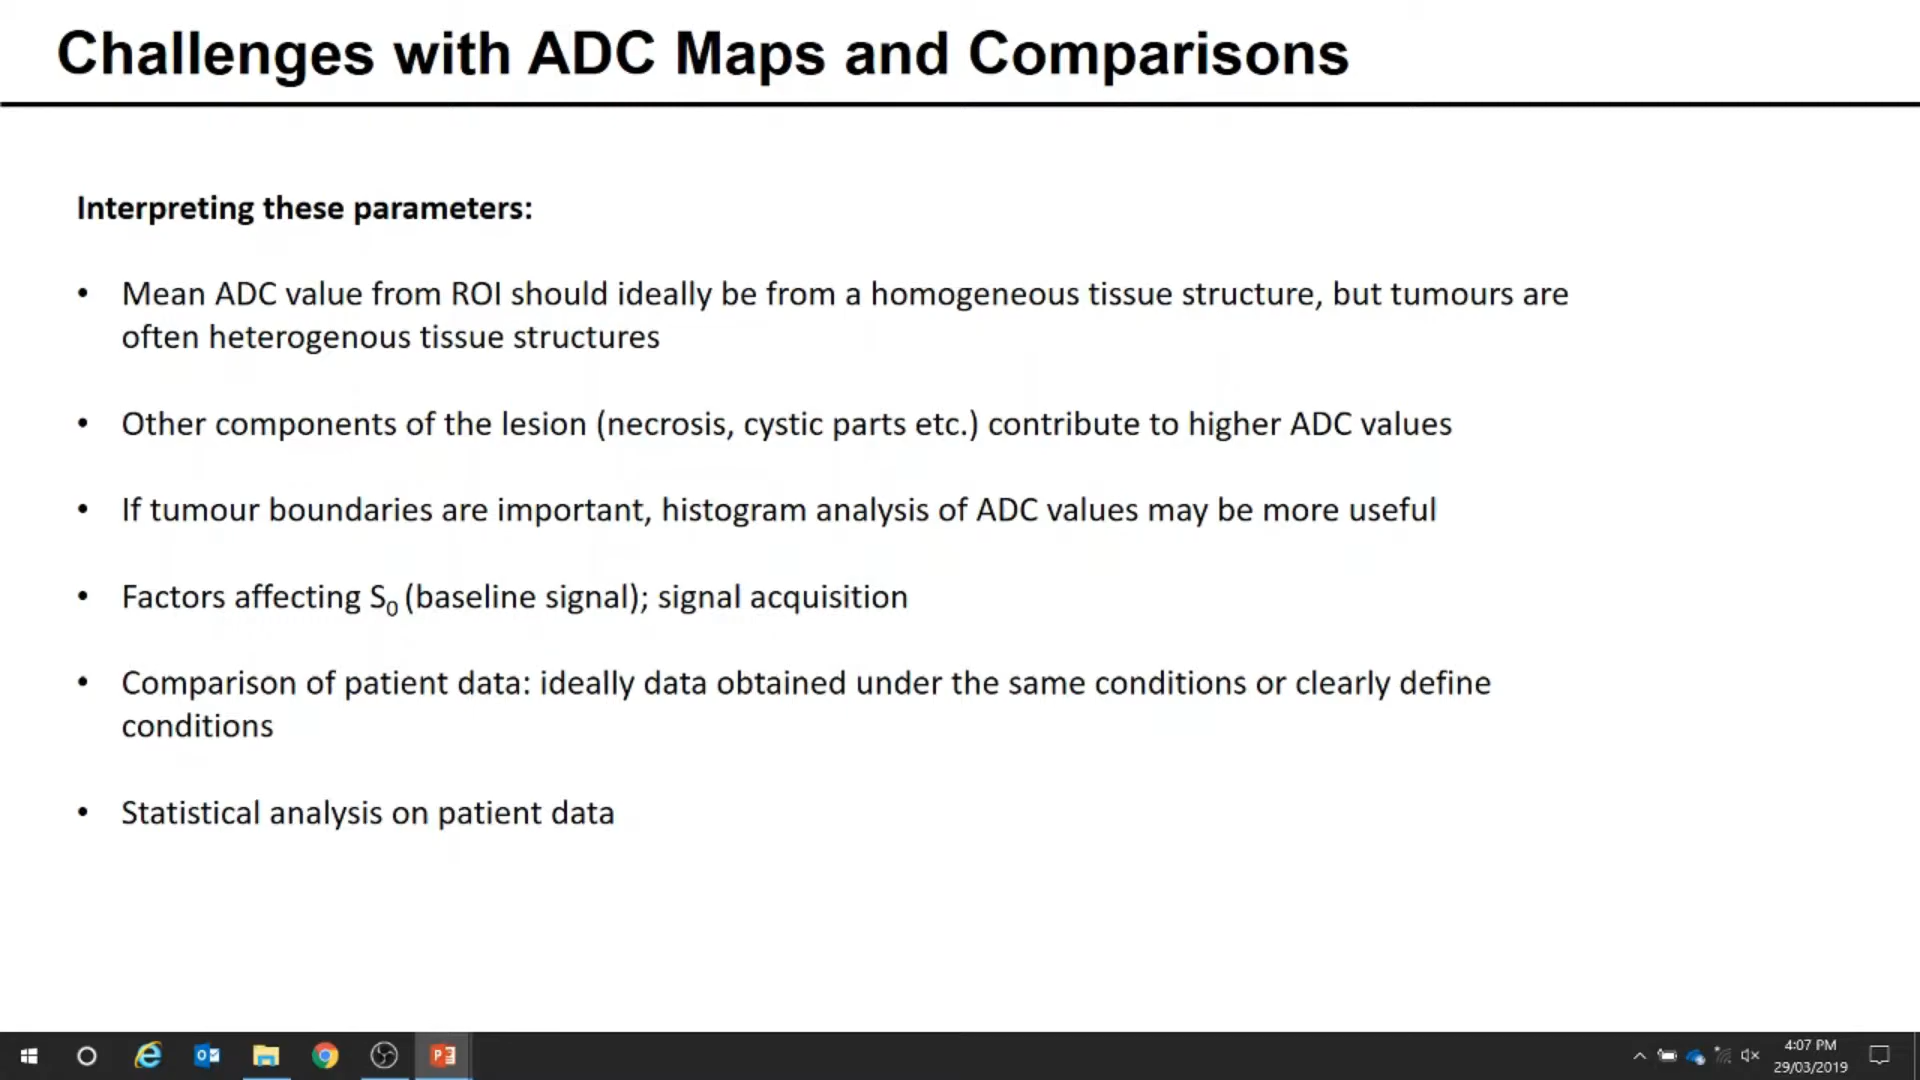 Challenges with ADC Maps and Comparisons
Interpreting these parameters:
• Mean ADC value from ROI should ideally be from a homogeneous tissue structure, but tumours are
often heterogenous tissue structures
• Other components of the lesion (necrosis, cystic parts etc.) contribute to higher ADC values
• If tumour boundaries are important, histogram analysis of ADC values may be more useful
• Factors affecting S0 (baseline signal); signal acquisition
• Comparison of patient data: ideally data obtained under the same conditions or clearly define
conditions
• Statistical analysis on patient data
4:07 PM
29/03/2019